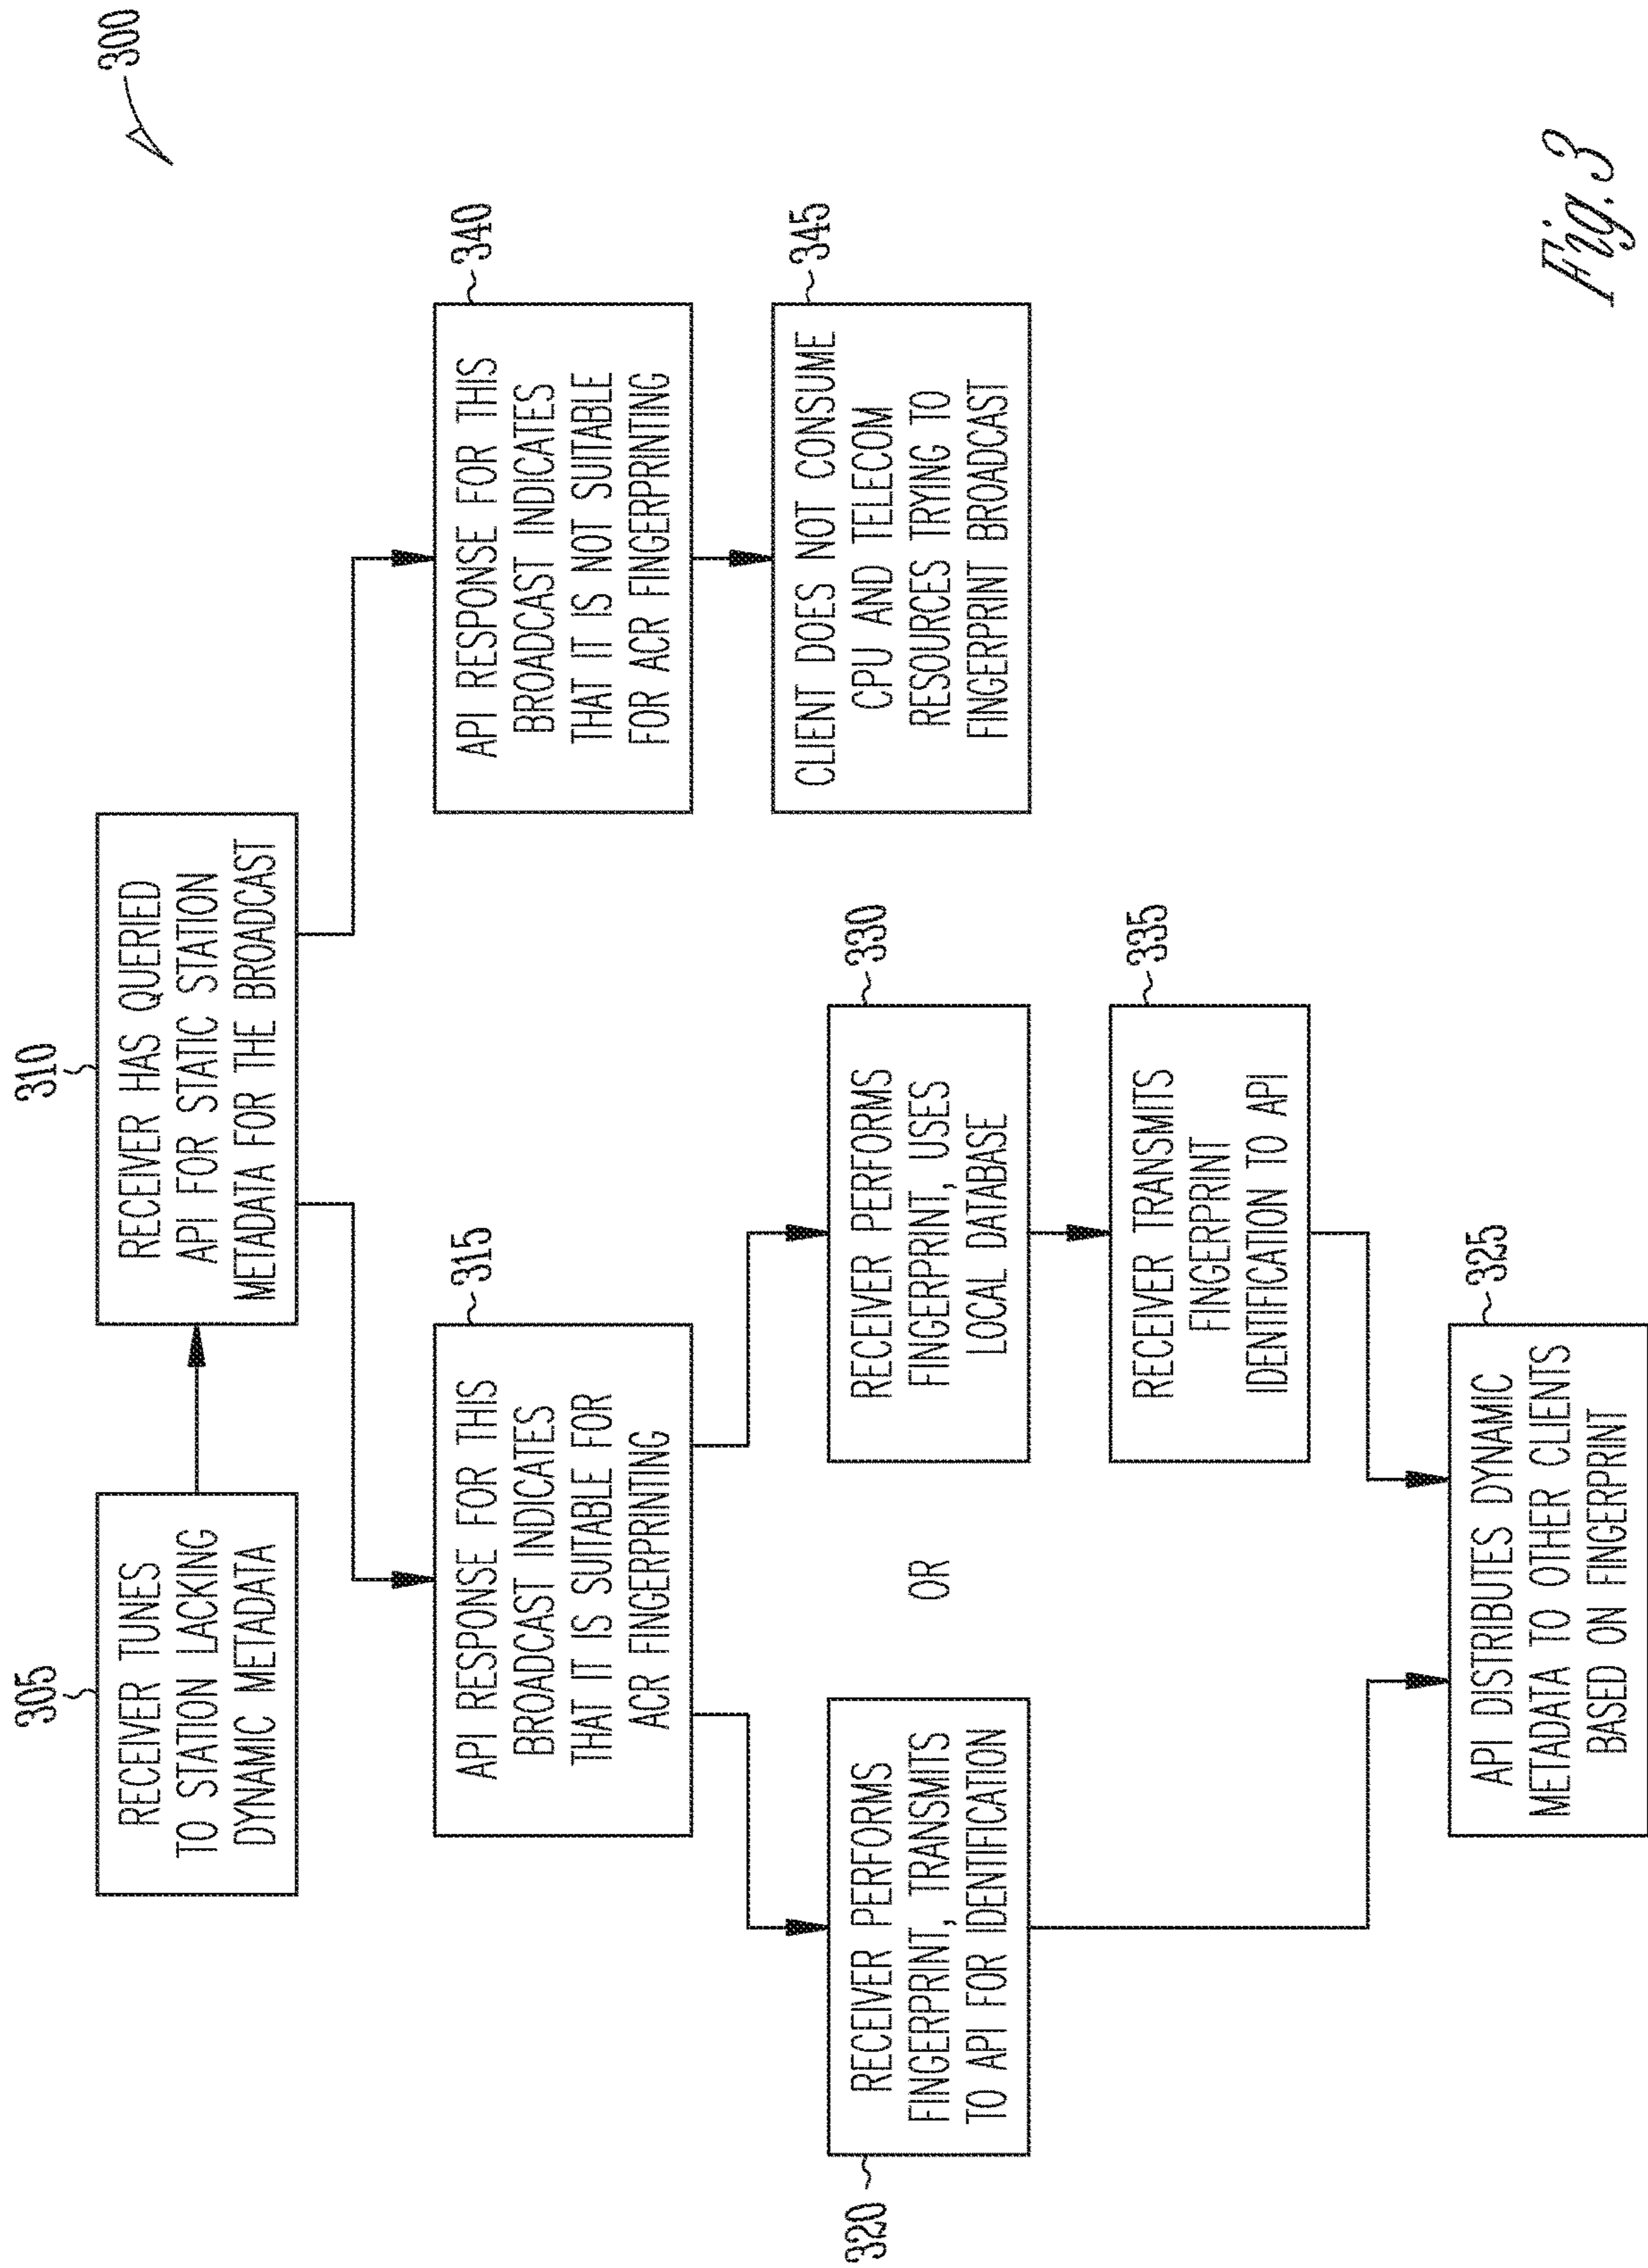 300
305
RECEIVER TUNES
TO STATION LACKING
DYNAMIC METADATA
310
RECEIVER HAS QUERIED
API FOR STATIC STATION
METADATA FOR THE BROADCAST
315
API RESPONSE FOR THIS
BROADCAST INDICATES
THAT IT IS SUITABLE FOR
ACR FINGERPRINTING
340
API RESPONSE FOR THIS
BROADCAST INDICATES
THAT IT IS NOT SUITABLE
FOR ACR FINGERPRINTING
320
RECEIVER PERFORMS
FINGERPRINT, TRANSMITS
TO API FOR IDENTIFICATION
OR
330
RECEIVER PERFORMS
FINGERPRINT, USES
LOCAL DATABASE
345
CLIENT DOES NOT CONSUME
CPU AND TELECOM
RESOURCES TRYING TO
FINGERPRINT BROADCAST
335
RECEIVER TRANSMITS
FINGERPRINT
IDENTIFICATION TO API
325
API DISTRIBUTES DYNAMIC
METADATA TO OTHER CLIENTS
BASED ON FINGERPRINT
Fig. 3